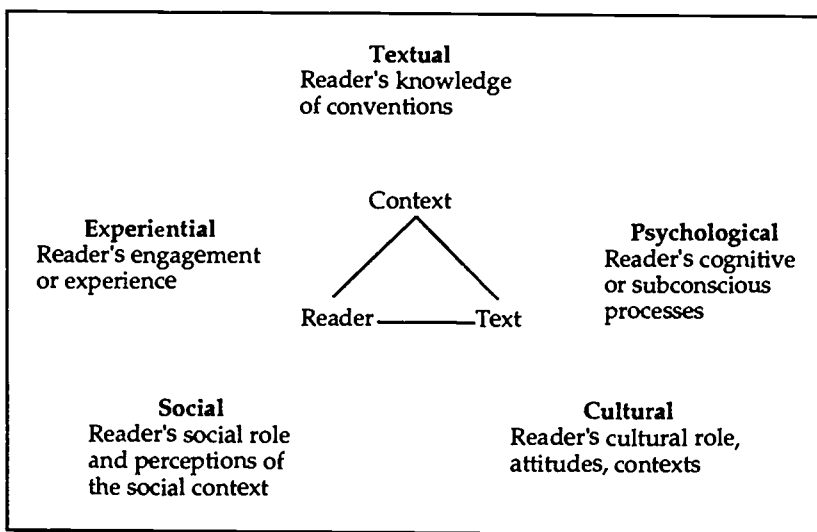 Textual
Reader's knowledge
of conventions
Context
Experiential
Reader's engagement
or experience
Psychological
Reader's cognitive
or subconscious
processes
Reader
Text
Social
Reader's social role
and perceptions of
the social context
Cultural
Reader's cultural role,
attitudes, contexts